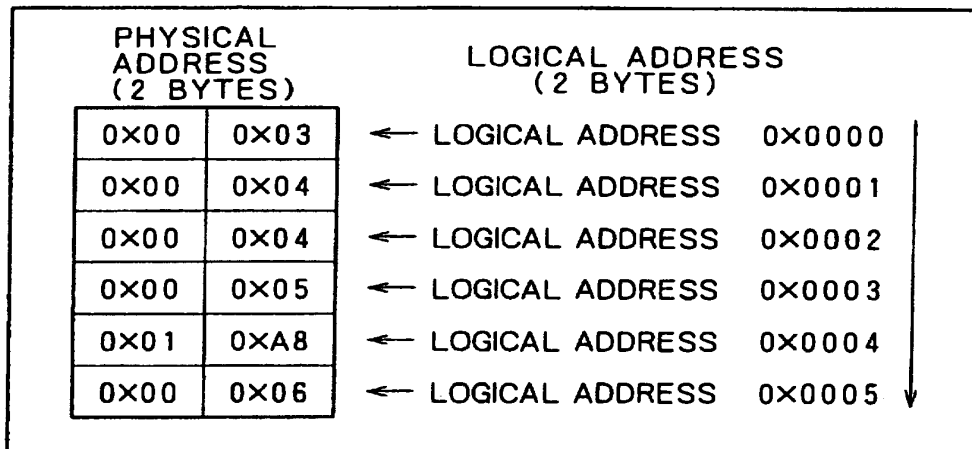 PHYSICAL
ADDRESS
(2 BYTES)
LOGICAL ADDRESS
(2 BYTES)
0×00 0×03 ← LOGICAL ADDRESS 0×0000
0×00 0×04 ← LOGICAL ADDRESS 0×0001
0×00 0×04 ← LOGICAL ADDRESS 0×0002
0×00 0×05 ← LOGICAL ADDRESS 0×0003
0×01 0×A8 ← LOGICAL ADDRESS 0×0004
0×00 0×06 ← LOGICAL ADDRESS 0×0005